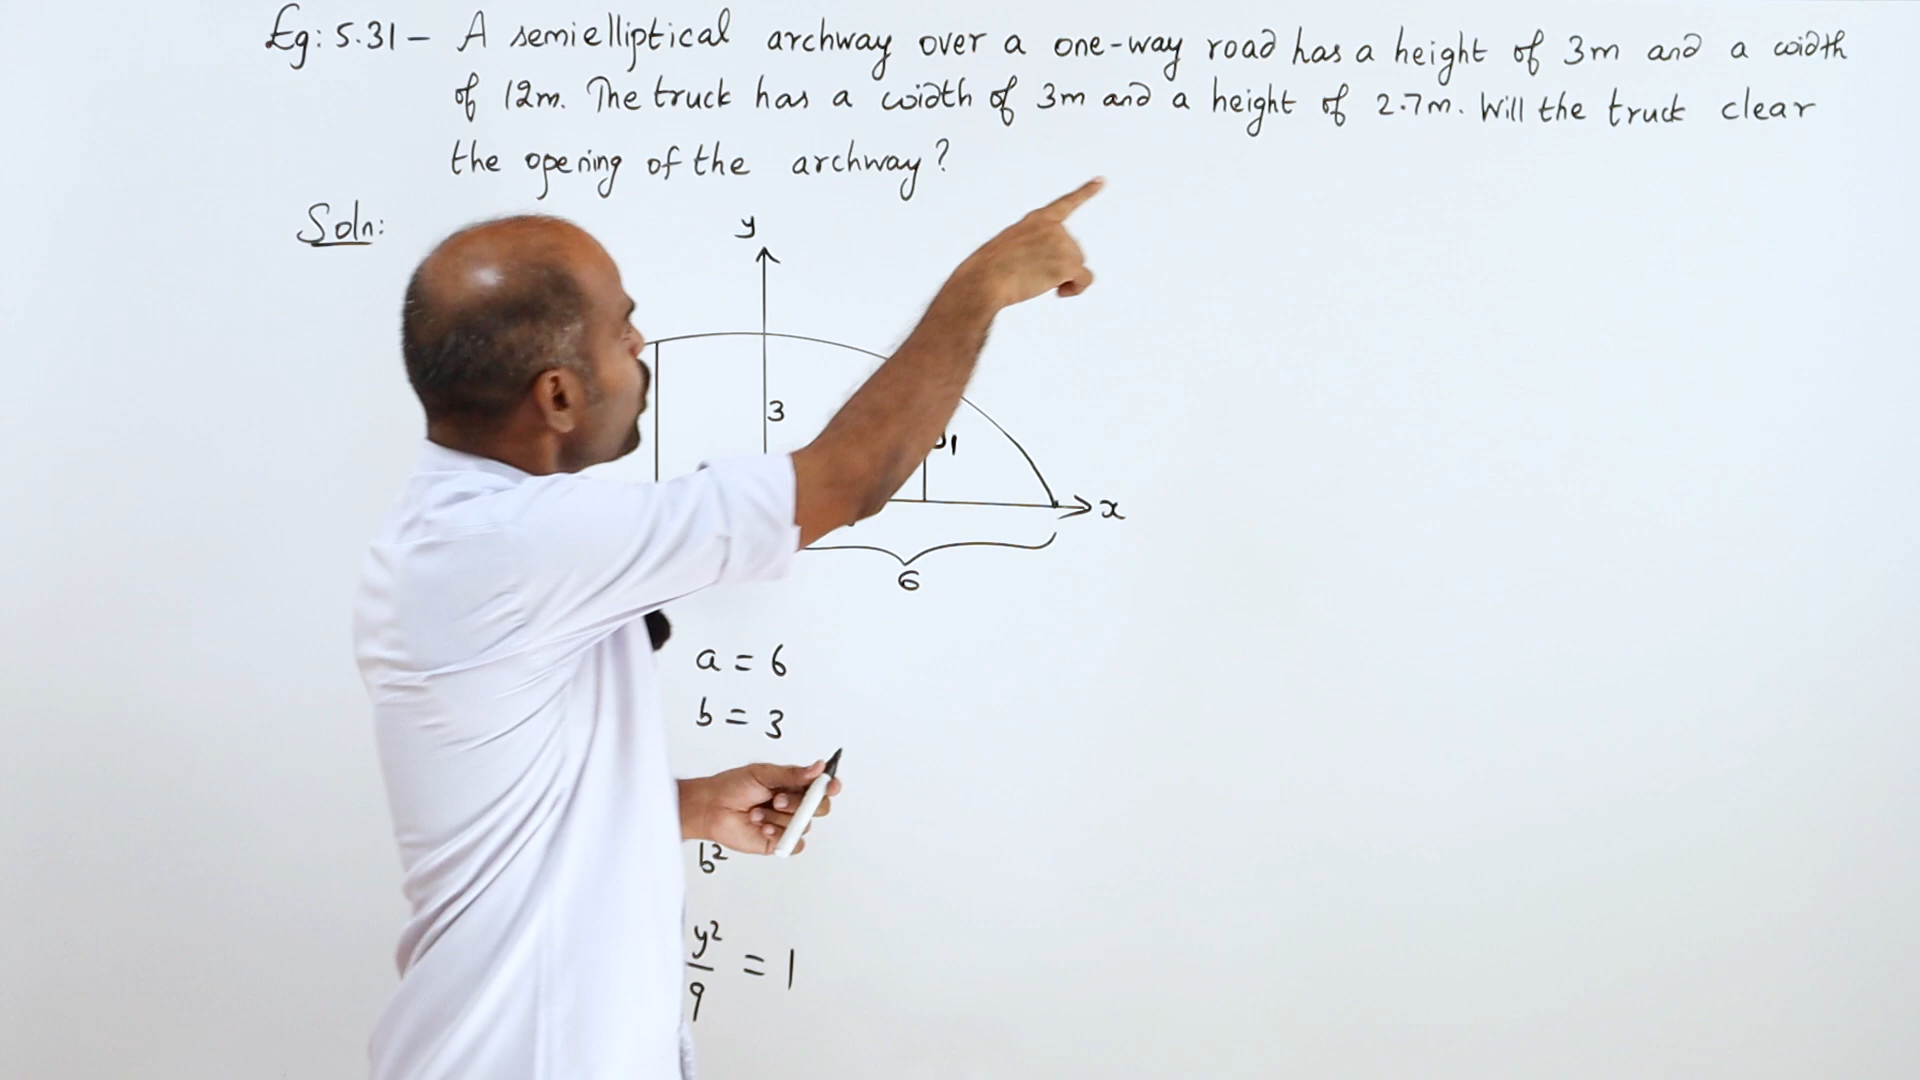 Eg: 5.31 - A semielliptical archway over a one-way road has a height of 3m and a width
of 12m. The truck has a width of 3m and a height of 2.7m. Will the truck clear
the opening of the archway?
Soln:
y
3
1
x
6
a = 6
b = 3
b²
y²/9 = 1